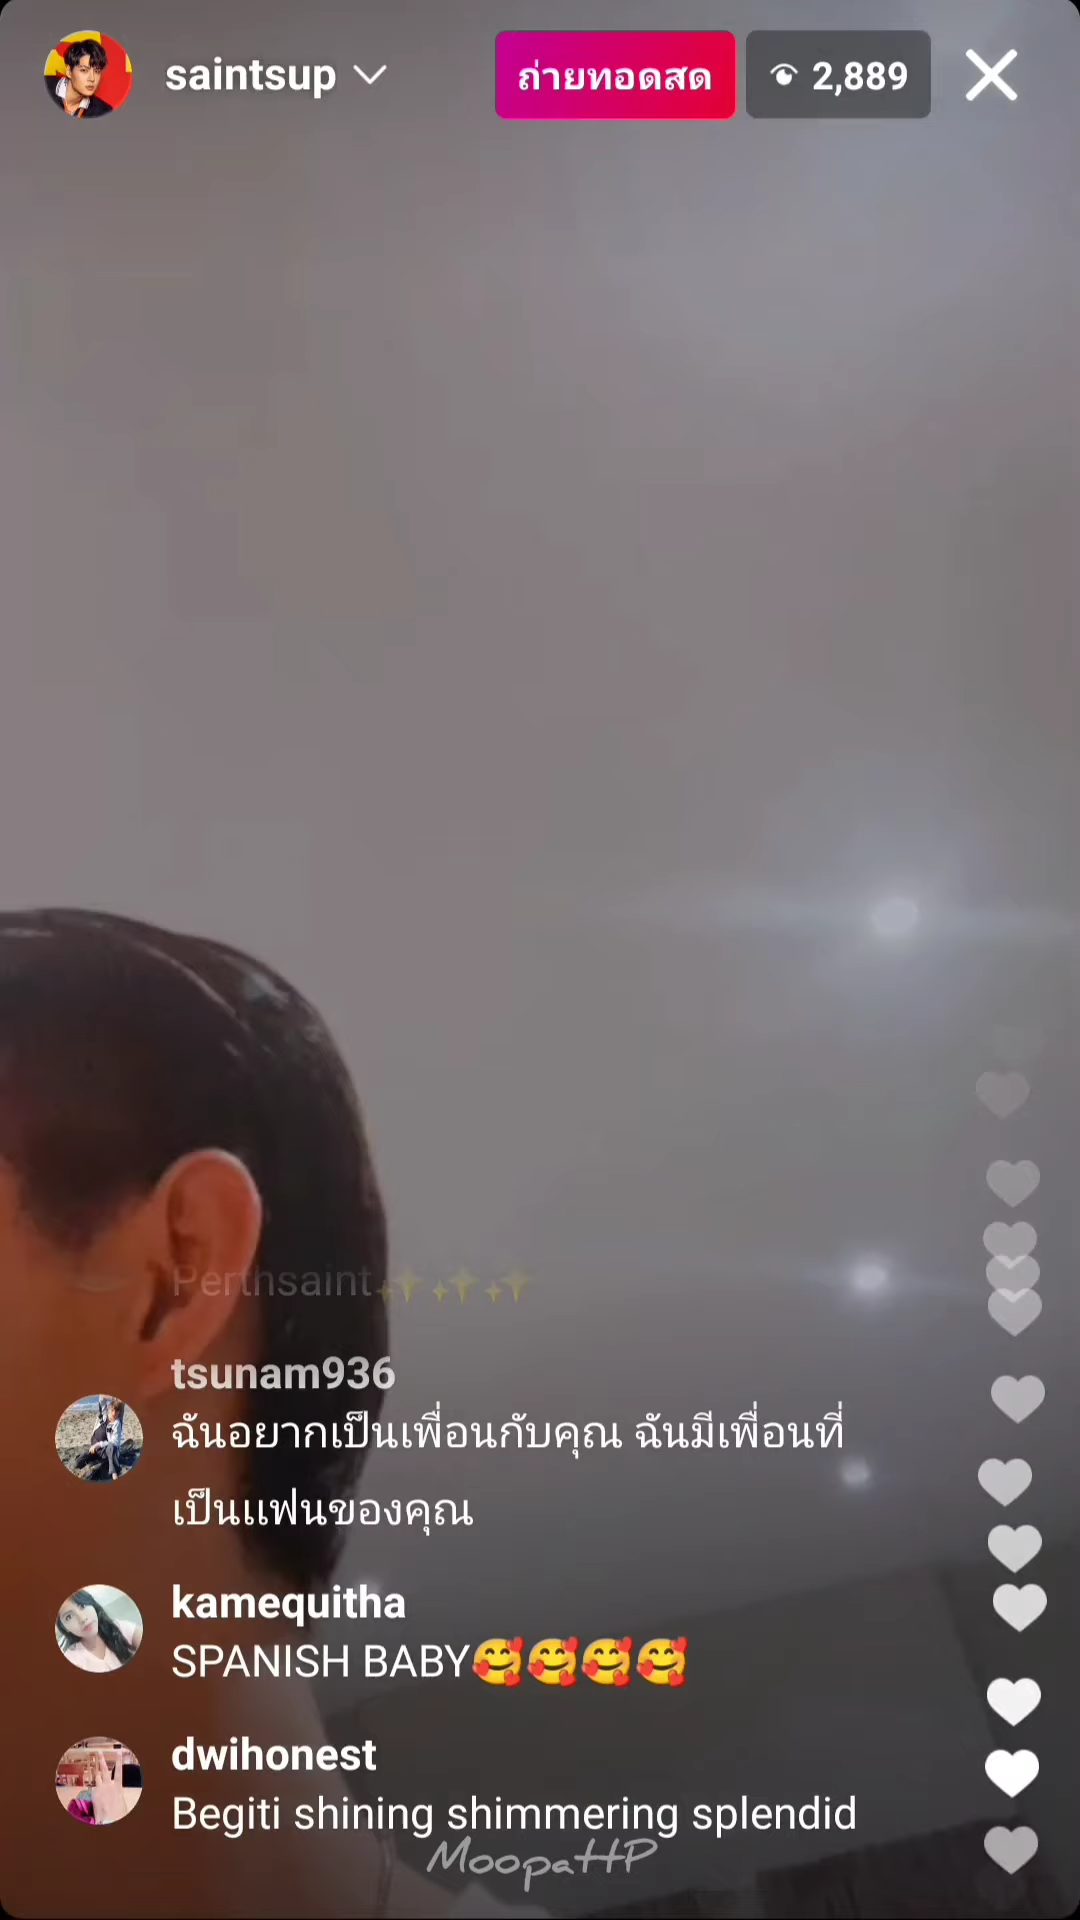 saintsup
ถ่ายทอดสด
2,889
Perthsaint✨✨✨
tsunam936
ฉันอยากเป็นเพื่อนกับคุณ ฉันมีเพื่อนที่
เป็นแฟนของคุณ
kamequitha
SPANISH BABY🥰🥰🥰🥰
dwihonest
Begiti shining shimmering splendid
MoopaHP